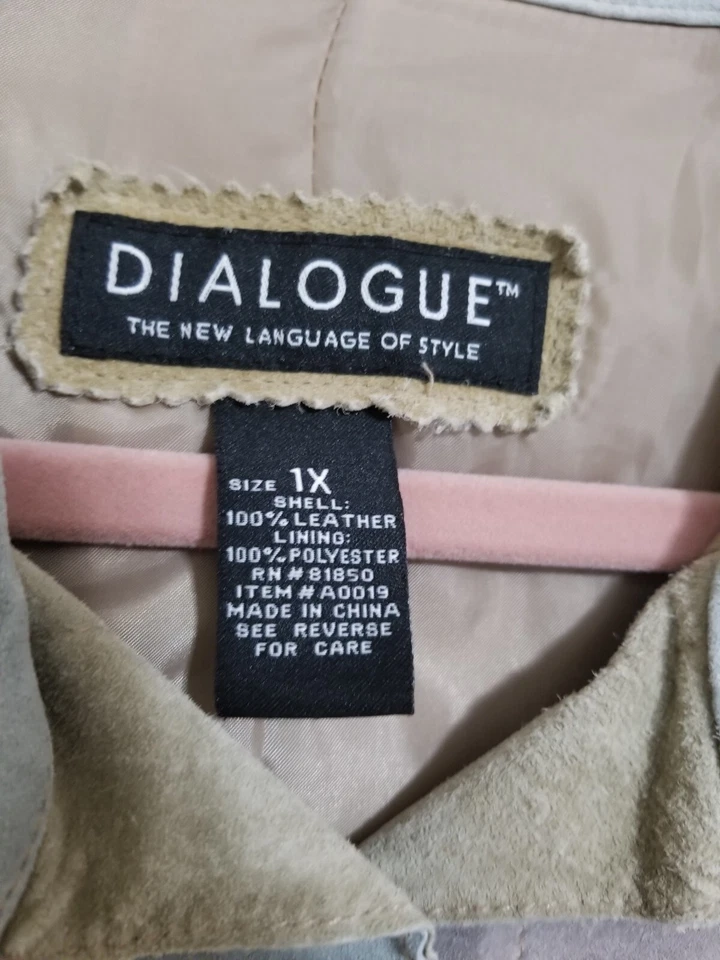 DIALOGUE™
THE NEW LANGUAGE OF STYLE
SIZE 1X
SHELL:
100% LEATHER
LINING:
100% POLYESTER
RN # 81850
ITEM # A0019
MADE IN CHINA
SEE REVERSE
FOR CARE